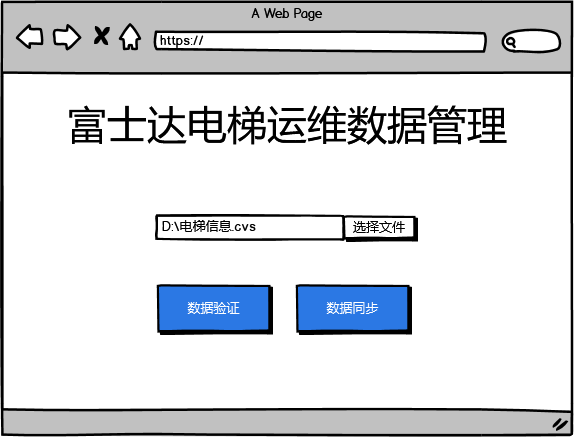 A Web Page
https://
富士达电梯运维数据管理
D:\电梯信息.cvs
选择文件
数据验证
数据同步